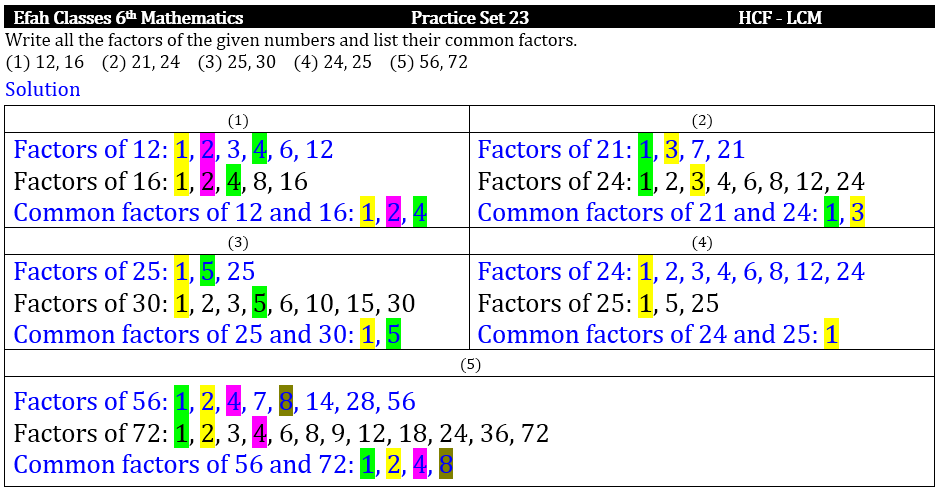 Efah Classes 6th Mathematics Practice Set 23 HCF - LCM
Write all the factors of the given numbers and list their common factors.
(1) 12, 16 (2) 21, 24 (3) 25, 30 (4) 24, 25 (5) 56, 72
Solution
(1)
Factors of 12: 1, 2, 3, 4, 6, 12
Factors of 16: 1, 2, 4, 8, 16
Common factors of 12 and 16: 1, 2, 4
(2)
Factors of 21: 1, 3, 7, 21
Factors of 24: 1, 2, 3, 4, 6, 8, 12, 24
Common factors of 21 and 24: 1, 3
(3)
Factors of 25: 1, 5, 25
Factors of 30: 1, 2, 3, 5, 6, 10, 15, 30
Common factors of 25 and 30: 1, 5
(4)
Factors of 24: 1, 2, 3, 4, 6, 8, 12, 24
Factors of 25: 1, 5, 25
Common factors of 24 and 25: 1
(5)
Factors of 56: 1, 2, 4, 7, 8, 14, 28, 56
Factors of 72: 1, 2, 3, 4, 6, 8, 9, 12, 18, 24, 36, 72
Common factors of 56 and 72: 1, 2, 4, 8